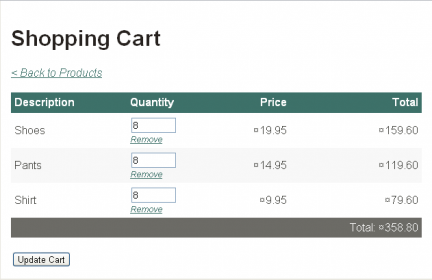 Shopping Cart
< Back to Products
Description Quantity Price Total
Shoes 8 ¤19.95 ¤159.60
Remove
Pants 8 ¤14.95 ¤119.60
Remove
Shirt 8 ¤9.95 ¤79.60
Remove
Total: ¤358.80
Update Cart